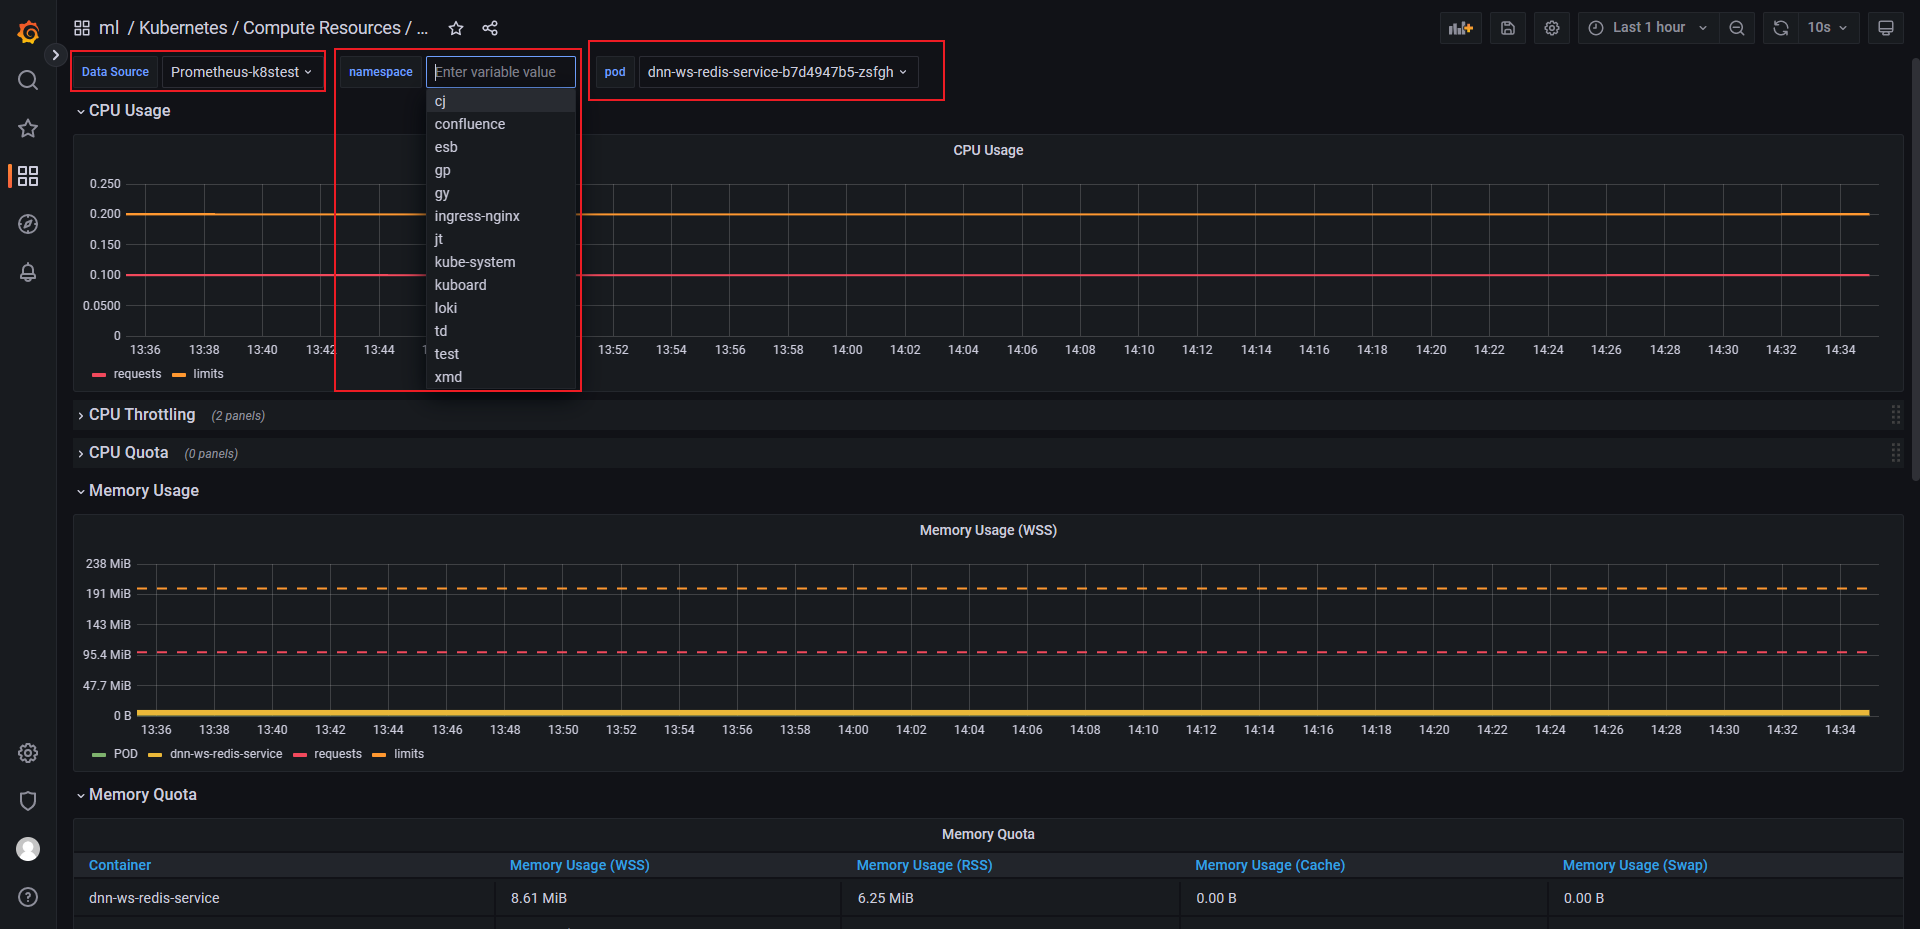 ml / Kubernetes / Compute Resources / ...
Last 1 hour
10s
Data Source Prometheus-k8stest
namespace Enter variable value
pod dnn-ws-redis-service-b7d4947b5-zsfgh
cj
confluence
esb
gp
gy
ingress-nginx
jt
kube-system
kuboard
loki
td
test
xmd
CPU Usage
CPU Usage
0.250
0.200
0.150
0.100
0.0500
0
13:36 13:38 13:40 13:42 13:44 13:52 13:54 13:56 13:58 14:00 14:02 14:04 14:06 14:08 14:10 14:12 14:14 14:16 14:18 14:20 14:22 14:24 14:26 14:28 14:30 14:32 14:34
requests limits
CPU Throttling (2 panels)
CPU Quota (0 panels)
Memory Usage
Memory Usage (WSS)
238 MiB
191 MiB
143 MiB
95.4 MiB
47.7 MiB
0 B
13:36 13:38 13:40 13:42 13:44 13:46 13:48 13:50 13:52 13:54 13:56 13:58 14:00 14:02 14:04 14:06 14:08 14:10 14:12 14:14 14:16 14:18 14:20 14:22 14:24 14:26 14:28 14:30 14:32 14:34
POD dnn-ws-redis-service requests limits
Memory Quota
Memory Quota
Container Memory Usage (WSS) Memory Usage (RSS) Memory Usage (Cache) Memory Usage (Swap)
dnn-ws-redis-service 8.61 MiB 6.25 MiB 0.00 B 0.00 B